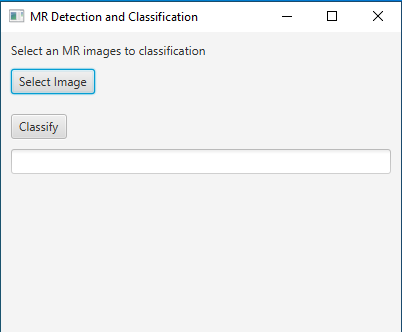 MR Detection and Classification
Select an MR images to classification
Select Image
Classify